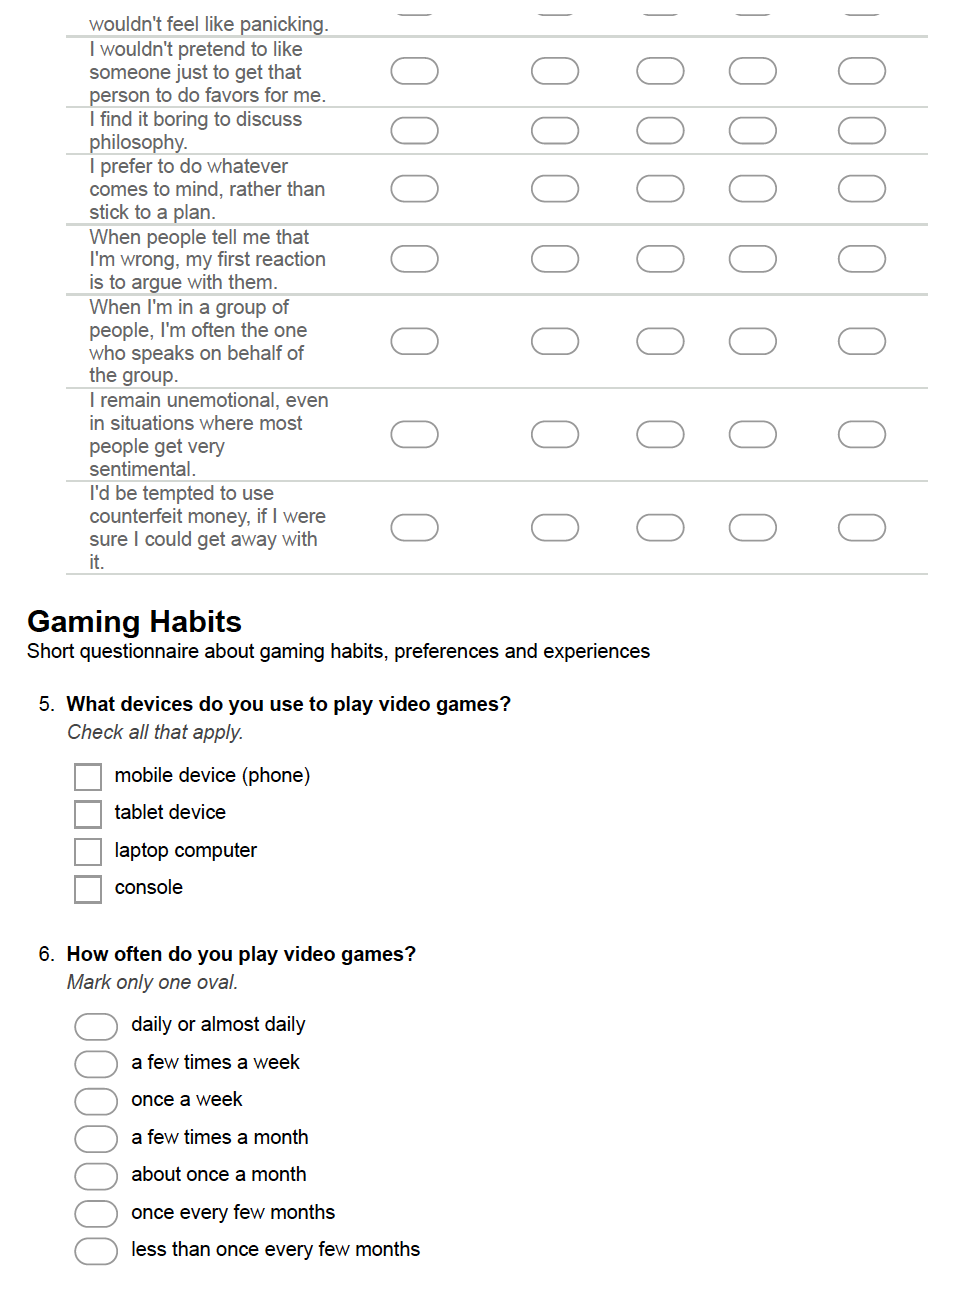 wouldn't feel like panicking.
I wouldn't pretend to like
someone just to get that
person to do favors for me.
I find it boring to discuss
philosophy.
I prefer to do whatever
comes to mind, rather than
stick to a plan.
When people tell me that
I'm wrong, my first reaction
is to argue with them.
When I'm in a group of
people, I'm often the one
who speaks on behalf of
the group.
I remain unemotional, even
in situations where most
people get very
sentimental.
I'd be tempted to use
counterfeit money, if I were
sure I could get away with
it.
Gaming Habits
Short questionnaire about gaming habits, preferences and experiences
5. What devices do you use to play video games?
Check all that apply.
mobile device (phone)
tablet device
laptop computer
console
6. How often do you play video games?
Mark only one oval.
daily or almost daily
a few times a week
once a week
a few times a month
about once a month
once every few months
less than once every few months